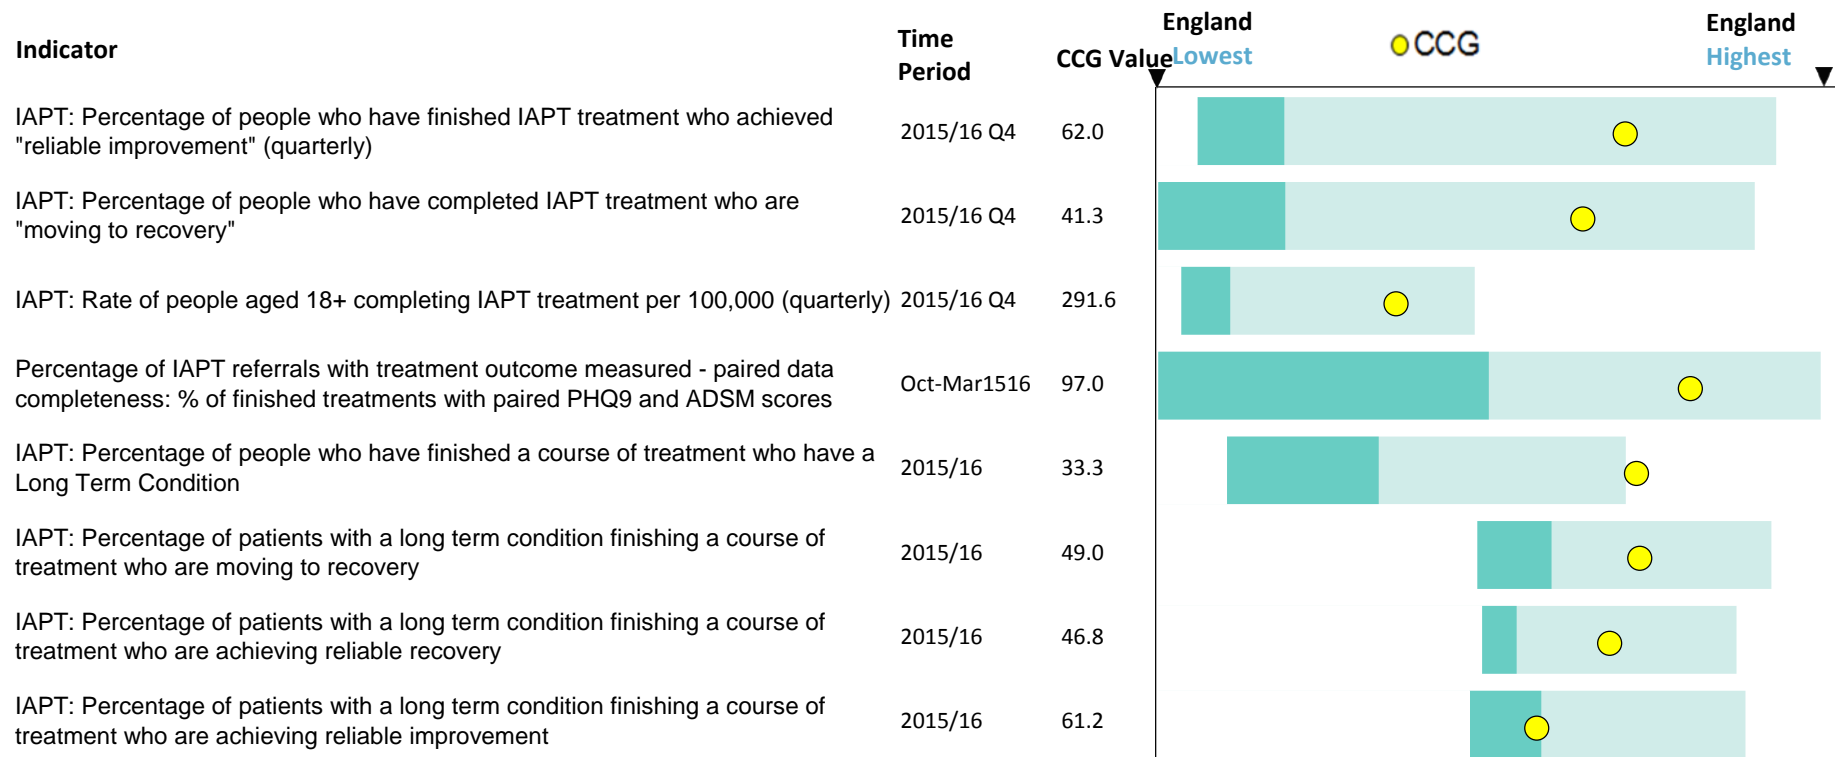 Indicator
Time
Period
CCG Value
England
Lowest
CCG
England
Highest
IAPT: Percentage of people who have finished IAPT treatment who achieved
"reliable improvement" (quarterly)
2015/16 Q4
62.0
IAPT: Percentage of people who have completed IAPT treatment who are
"moving to recovery"
2015/16 Q4
41.3
IAPT: Rate of people aged 18+ completing IAPT treatment per 100,000 (quarterly)
2015/16 Q4
291.6
Percentage of IAPT referrals with treatment outcome measured - paired data
completeness: % of finished treatments with paired PHQ9 and ADSM scores
Oct-Mar1516
97.0
IAPT: Percentage of people who have finished a course of treatment who have a
Long Term Condition
2015/16
33.3
IAPT: Percentage of patients with a long term condition finishing a course of
treatment who are moving to recovery
2015/16
49.0
IAPT: Percentage of patients with a long term condition finishing a course of
treatment who are achieving reliable recovery
2015/16
46.8
IAPT: Percentage of patients with a long term condition finishing a course of
treatment who are achieving reliable improvement
2015/16
61.2